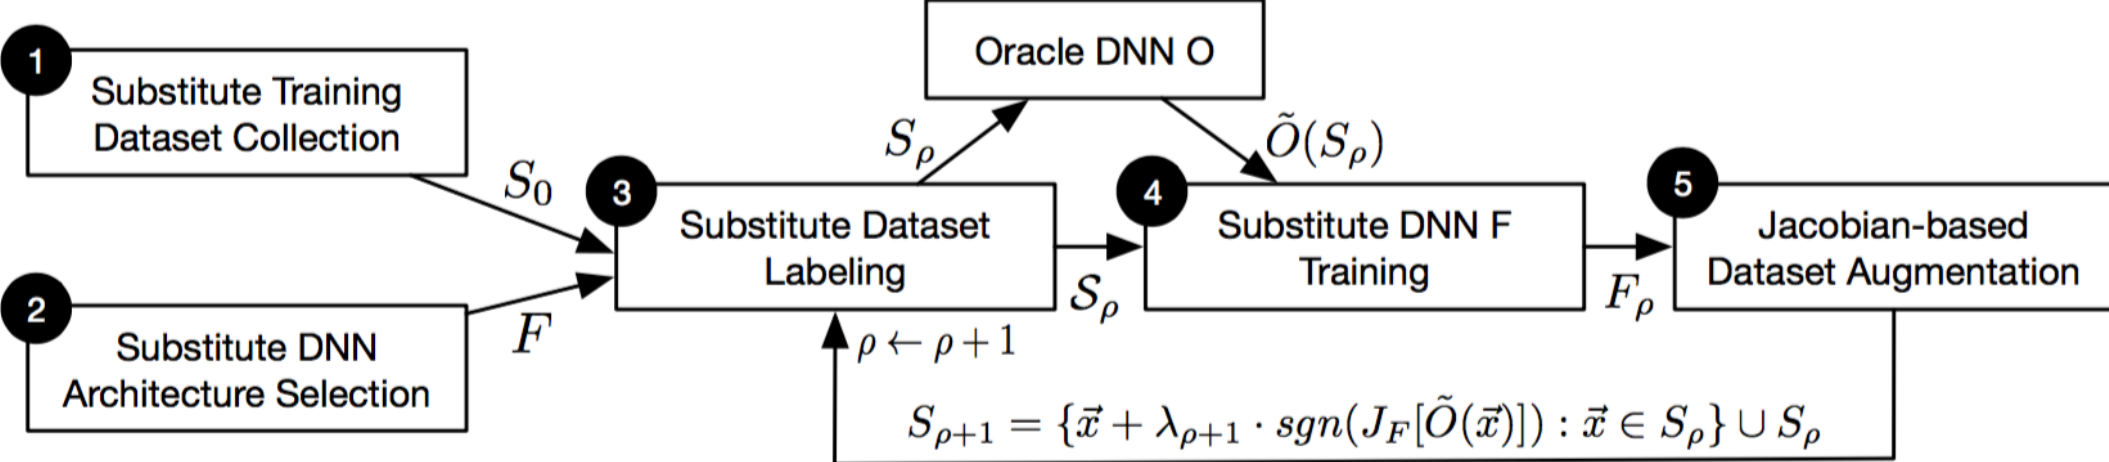 1
Substitute Training
Dataset Collection
2
Substitute DNN
Architecture Selection
S₀
F
3
Substitute Dataset
Labeling
S_ρ
Oracle DNN O
Õ(S_ρ)
𝒮_ρ
4
Substitute DNN F
Training
F_ρ
5
Jacobian-based
Dataset Augmentation
ρ ← ρ + 1
S_{ρ+1} = {x⃗ + λ_{ρ+1} · sgn(J_F[Õ(x⃗)]) : x⃗ ∈ S_ρ} ∪ S_ρ